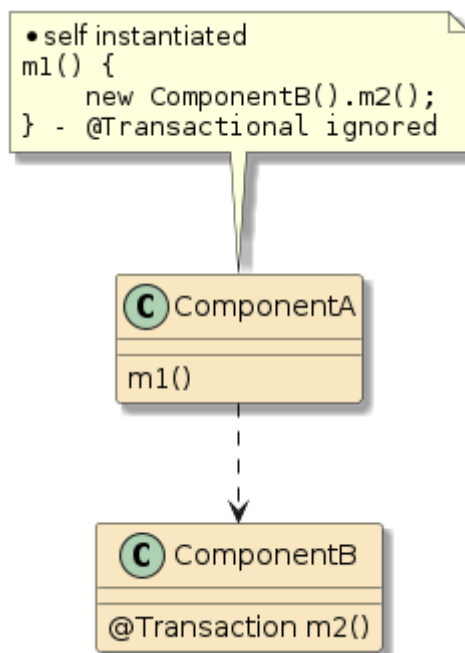 • self instantiated
m1() {
    new ComponentB().m2();
} - @Transactional ignored
C ComponentA
m1()
C ComponentB
@Transaction m2()